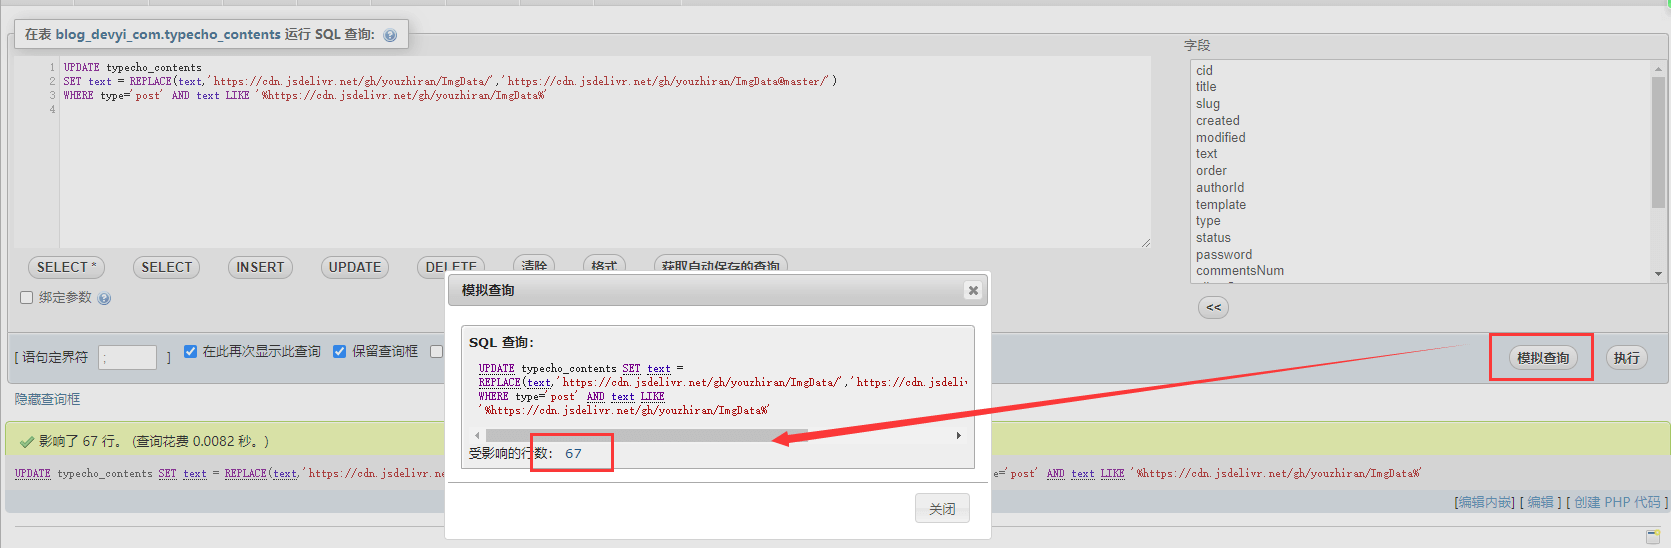 在表 blog_devyi_com.typecho_contents 运行 SQL 查询:
1 UPDATE typecho_contents
2 SET text = REPLACE(text,'https://cdn.jsdelivr.net/gh/youzhiran/ImgData/','https://cdn.jsdelivr.net/gh/youzhiran/ImgData@master/')
3 WHERE type='post' AND text LIKE '%https://cdn.jsdelivr.net/gh/youzhiran/ImgData%'
4
字段
cid
title
slug
created
modified
text
order
authorId
template
type
status
password
commentsNum
<<
SELECT * SELECT INSERT UPDATE DELETE 清除 格式 获取自动保存的查询
绑定参数
[ 语句定界符 ; ] 在此再次显示此查询 保留查询框
模拟查询 执行
隐藏查询框
影响了 67 行。 (查询花费 0.0082 秒。)
UPDATE typecho_contents SET text = REPLACE(text,'https://cdn.jsdelivr.ne
='post' AND text LIKE '%https://cdn.jsdelivr.net/gh/youzhiran/ImgData%'
[编辑内嵌] [ 编辑 ] [ 创建 PHP 代码 ]
模拟查询
SQL 查询:
UPDATE typecho_contents SET text =
REPLACE(text,'https://cdn.jsdelivr.net/gh/youzhiran/ImgData/','https://cdn.jsdeliv
WHERE type='post' AND text LIKE
'%https://cdn.jsdelivr.net/gh/youzhiran/ImgData%'
受影响的行数: 67
关闭